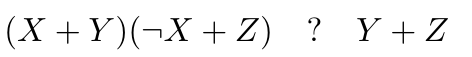 (X + Y)(¬X + Z) ? Y + Z